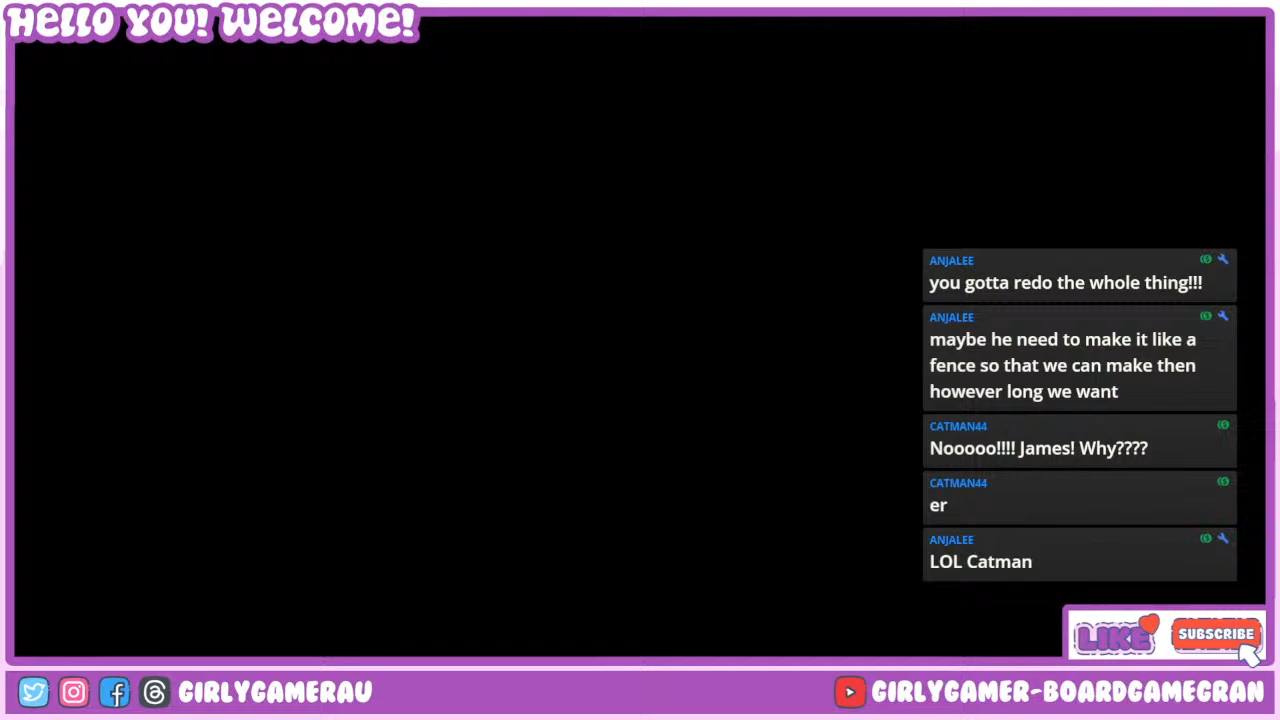 HELLO YOU! WELCOME!
ANJALEE
you gotta redo the whole thing!!!
ANJALEE
maybe he need to make it like a
fence so that we can make then
however long we want
CATMAN44
Nooooo!!!! James! Why????
CATMAN44
er
ANJALEE
LOL Catman
LIKE
SUBSCRIBE
GIRLYGAMERAU
GIRLYGAMER-BOARDGAMEGRAN